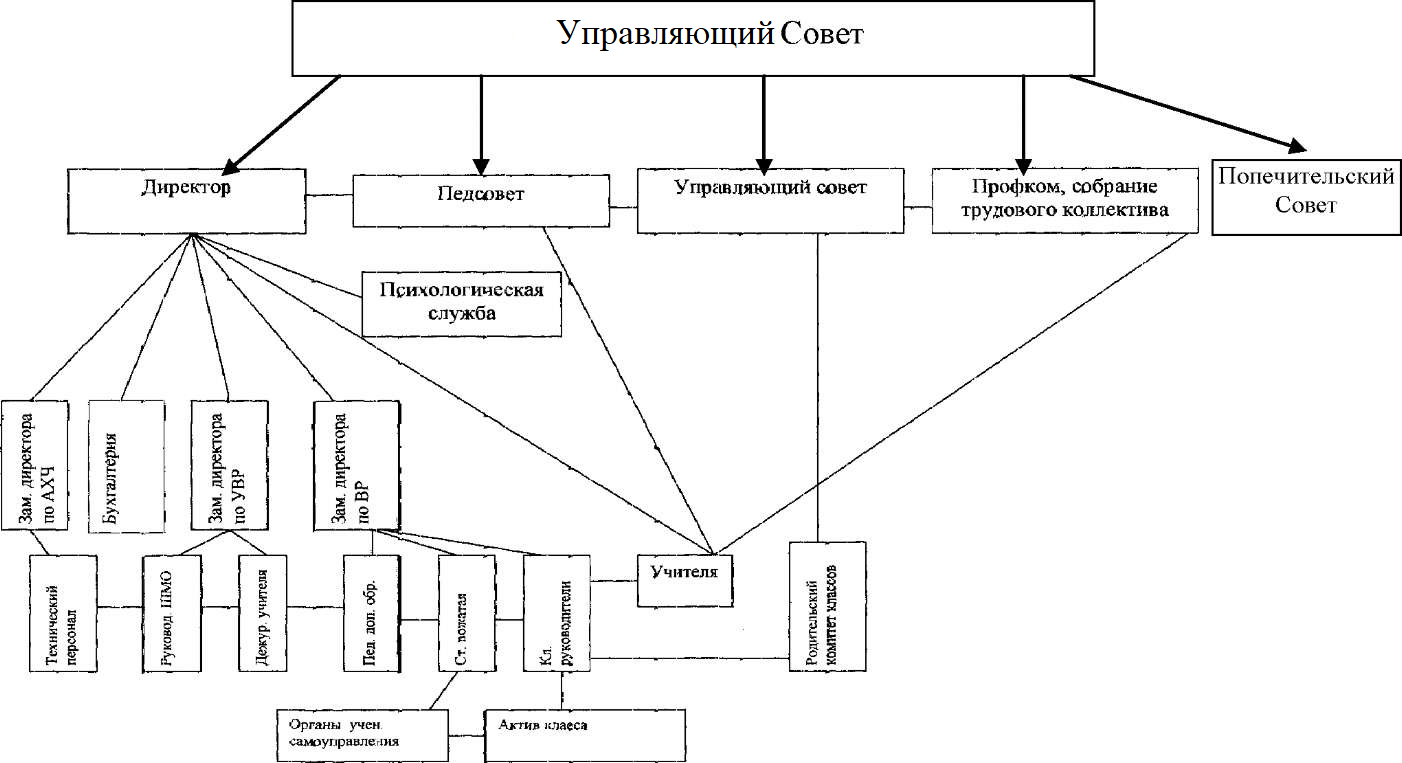 Управляющий Совет
Директор
Педсовет
Управляющий совет
Профком, собрание
трудового коллектива
Попечительский
Совет
Психологическая
служба
Зам. директора
по АХЧ
Бухгалтерия
Зам. директора
по УВР
Зам. директора
по ВР
Технический
персонал
Руковод. ШМО
Дежур. учителя
Пед. доп. обр.
Ст. вожатая
Кл.
руководители
Учителя
Родительский
комитет классов
Органы учен.
самоуправления
Актив класса